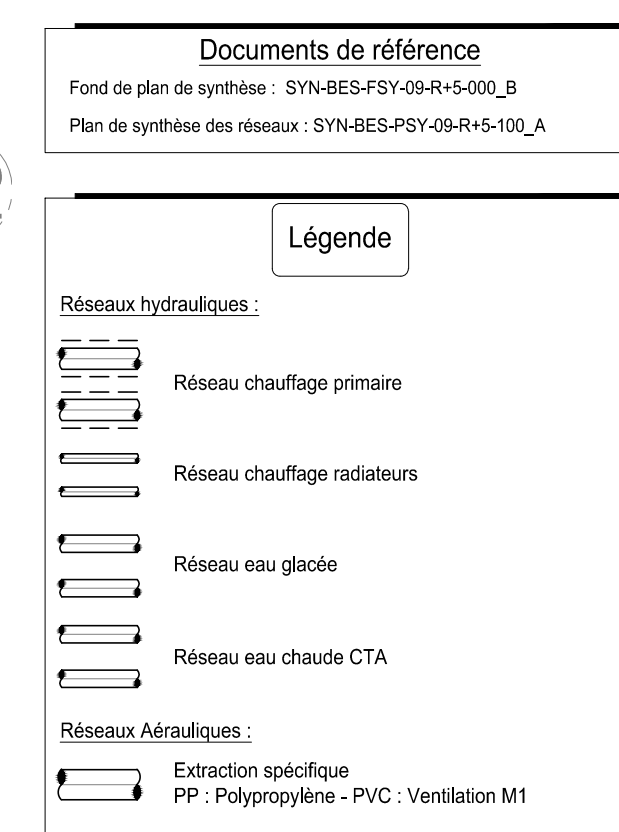 Documents de référence
Fond de plan de synthèse : SYN-BES-FSY-09-R+5-000_B
Plan de synthèse des réseaux : SYN-BES-PSY-09-R+5-100_A
Légende
Réseaux hydrauliques :
Réseau chauffage primaire
Réseau chauffage radiateurs
Réseau eau glacée
Réseau eau chaude CTA
Réseaux Aérauliques :
Extraction spécifique
PP : Polypropylène - PVC : Ventilation M1